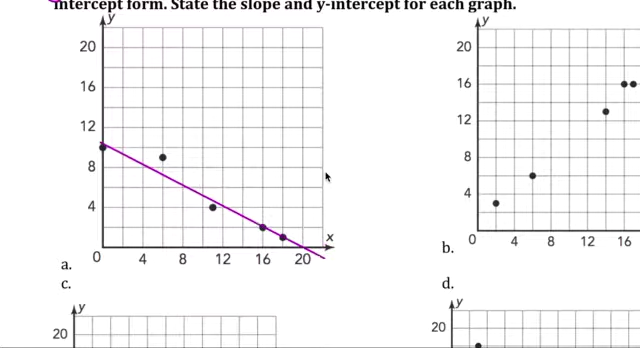 intercept form. State the slope and y-intercept for each graph.
y
20
16
12
8
4
x
0 4 8 12 16 20
a.
y
20
16
12
8
4
0 4 8 12 16
b.
c.
y
20
d.
y
20